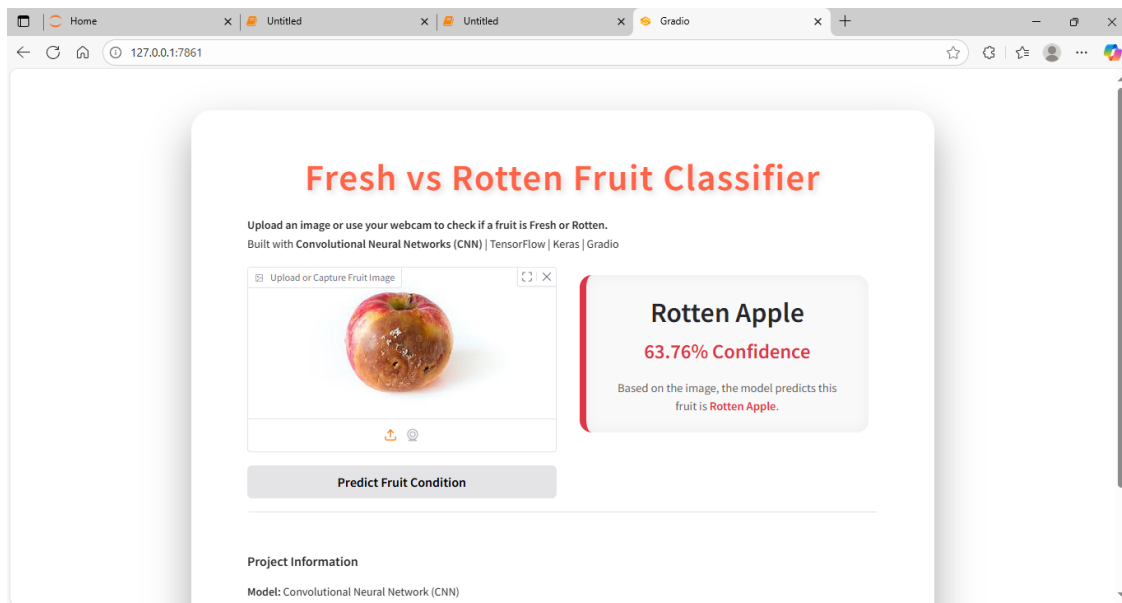 Home
Untitled
Untitled
Gradio
127.0.0.1:7861
Fresh vs Rotten Fruit Classifier
Upload an image or use your webcam to check if a fruit is Fresh or Rotten.
Built with Convolutional Neural Networks (CNN) | TensorFlow | Keras | Gradio
Upload or Capture Fruit Image
Rotten Apple
63.76% Confidence
Based on the image, the model predicts this
fruit is Rotten Apple.
Predict Fruit Condition
Project Information
Model: Convolutional Neural Network (CNN)